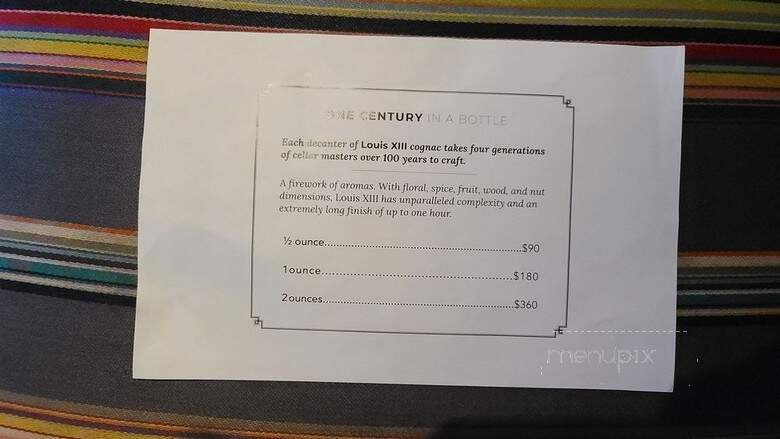 ONE CENTURY IN A BOTTLE
Each decanter of Louis XIII cognac takes four generations
of cellar masters over 100 years to craft.
A firework of aromas. With floral, spice, fruit, wood, and nut
dimensions, Louis XIII has unparalleled complexity and an
extremely long finish of up to one hour.
½ ounce.....................................................................$90
1 ounce............................................................$180
2 ounces............................................................$360
menupix